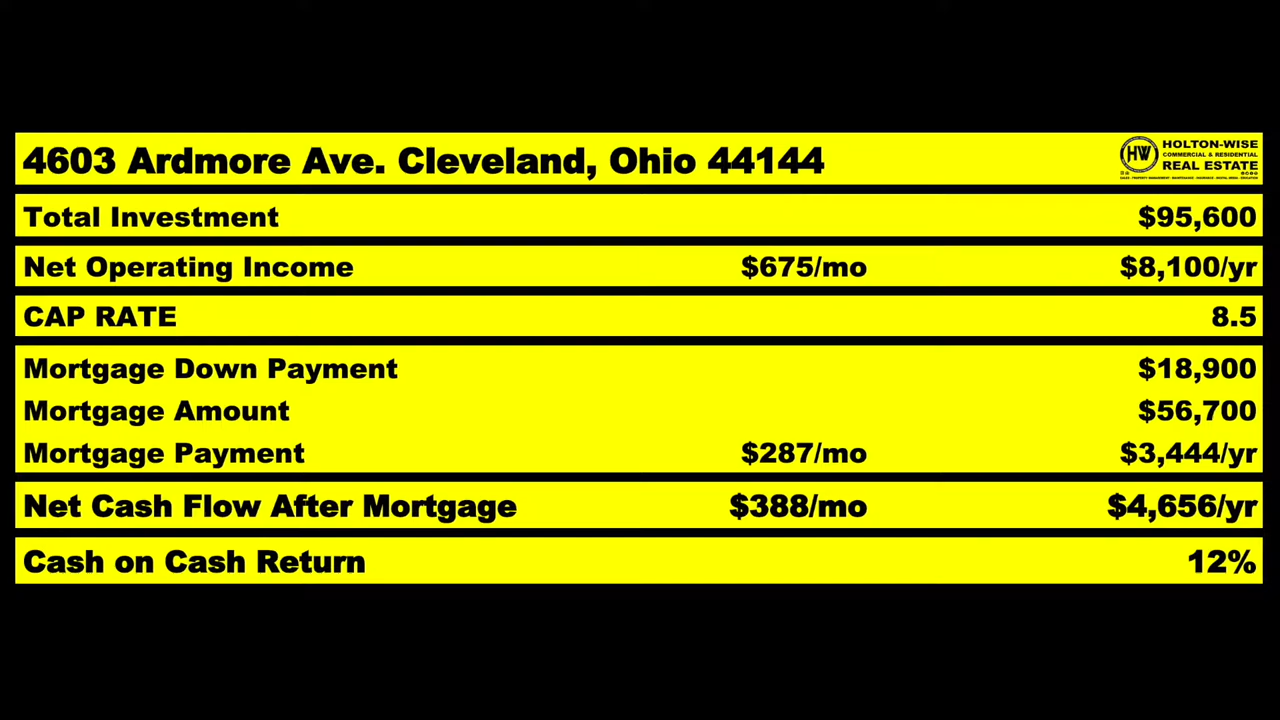 4603 Ardmore Ave. Cleveland, Ohio 44144
HW
HOLTON-WISE
COMMERCIAL & RESIDENTIAL
REAL ESTATE
Total Investment $95,600
Net Operating Income $675/mo $8,100/yr
CAP RATE 8.5
Mortgage Down Payment $18,900
Mortgage Amount $56,700
Mortgage Payment $287/mo $3,444/yr
Net Cash Flow After Mortgage $388/mo $4,656/yr
Cash on Cash Return 12%